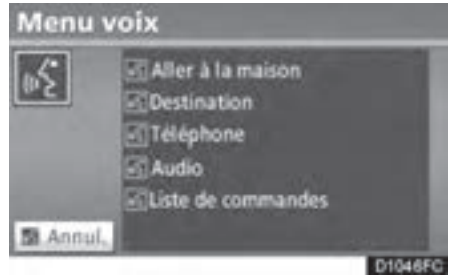 Menu voix
Aller à la maison
Destination
Téléphone
Audio
Liste de commandes
Annul.
D1046FC